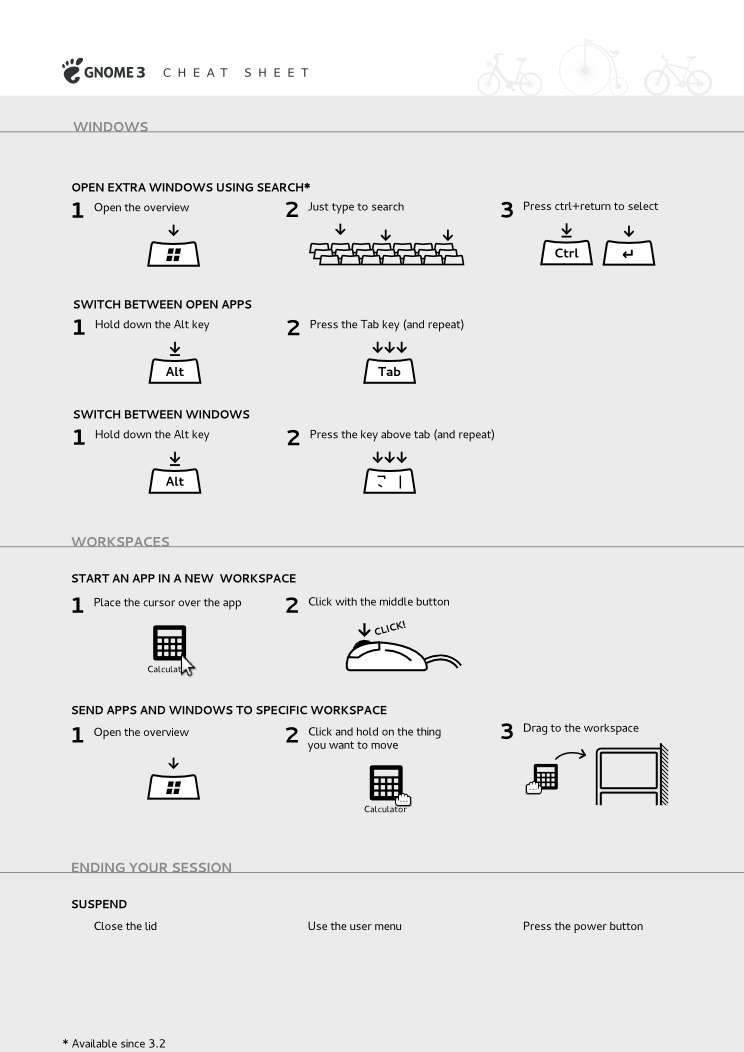 GNOME 3 CHEAT SHEET
WINDOWS
OPEN EXTRA WINDOWS USING SEARCH*
1 Open the overview
2 Just type to search
3 Press ctrl+return to select
Ctrl
SWITCH BETWEEN OPEN APPS
1 Hold down the Alt key
2 Press the Tab key (and repeat)
Alt
Tab
SWITCH BETWEEN WINDOWS
1 Hold down the Alt key
2 Press the key above tab (and repeat)
Alt
WORKSPACES
START AN APP IN A NEW WORKSPACE
1 Place the cursor over the app
2 Click with the middle button
CLICK!
SEND APPS AND WINDOWS TO SPECIFIC WORKSPACE
1 Open the overview
2 Click and hold on the thing
you want to move
3 Drag to the workspace
Calculator
ENDING YOUR SESSION
SUSPEND
Close the lid
Use the user menu
Press the power button
* Available since 3.2